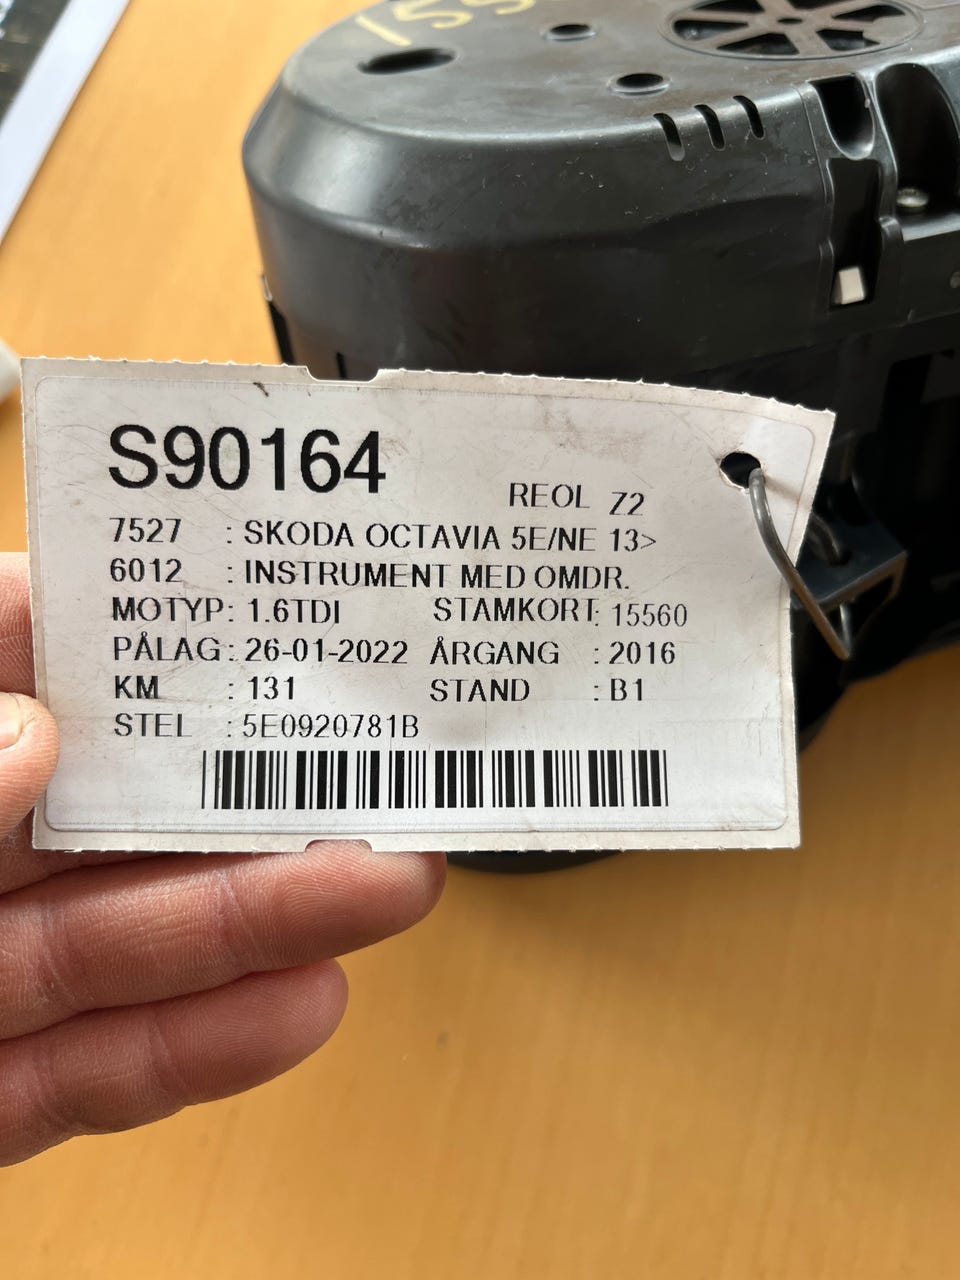 S90164
REOL Z2
7527 : SKODA OCTAVIA 5E/NE 13>
6012 : INSTRUMENT MED OMDR.
MOTYP: 1.6TDI STAMKORT: 15560
PÅLAG: 26-01-2022 ÅRGANG : 2016
KM : 131 STAND : B1
STEL : 5E0920781B